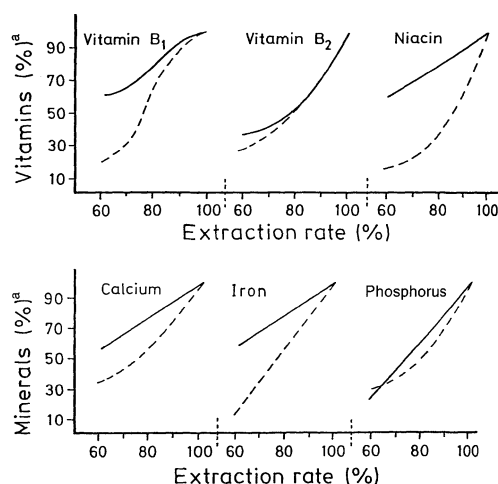 Vitamins (%)ᵃ
Vitamin B₁ Vitamin B₂ Niacin
90
70
50
30
10
60 80 100 60 80 100 60 80 100
Extraction rate (%)
Minerals (%)ᵃ
Calcium Iron Phosphorus
90
70
50
30
10
60 80 100 60 80 100 60 80 100
Extraction rate (%)